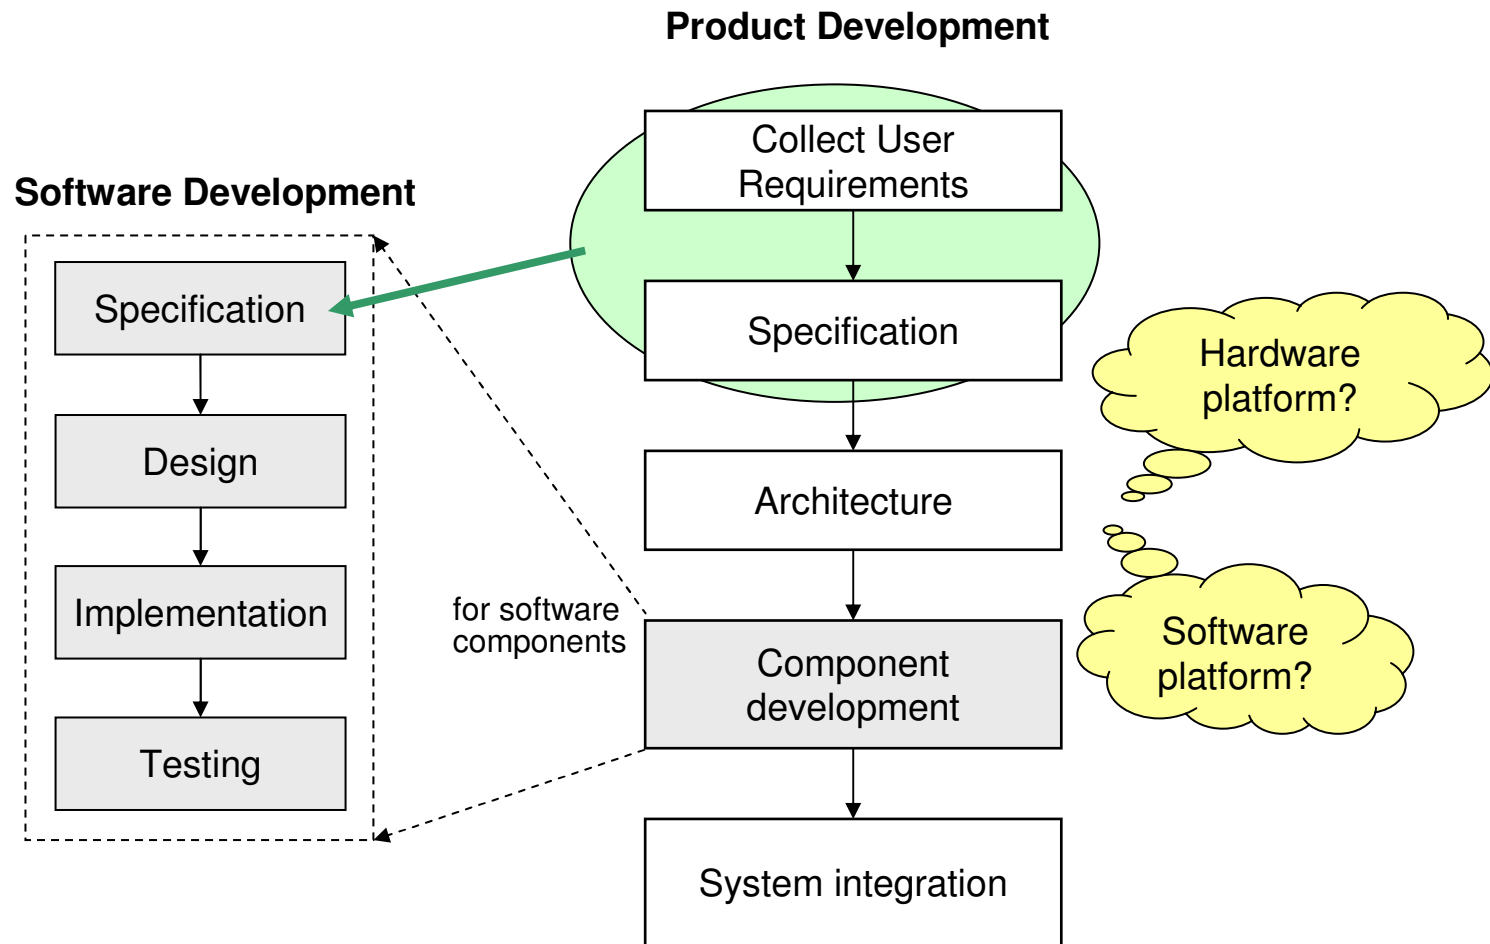 Product Development
Collect User
Requirements
Software Development
Specification
Specification
Hardware
platform?
Design
Architecture
Implementation
for software
components
Component
development
Software
platform?
Testing
System integration